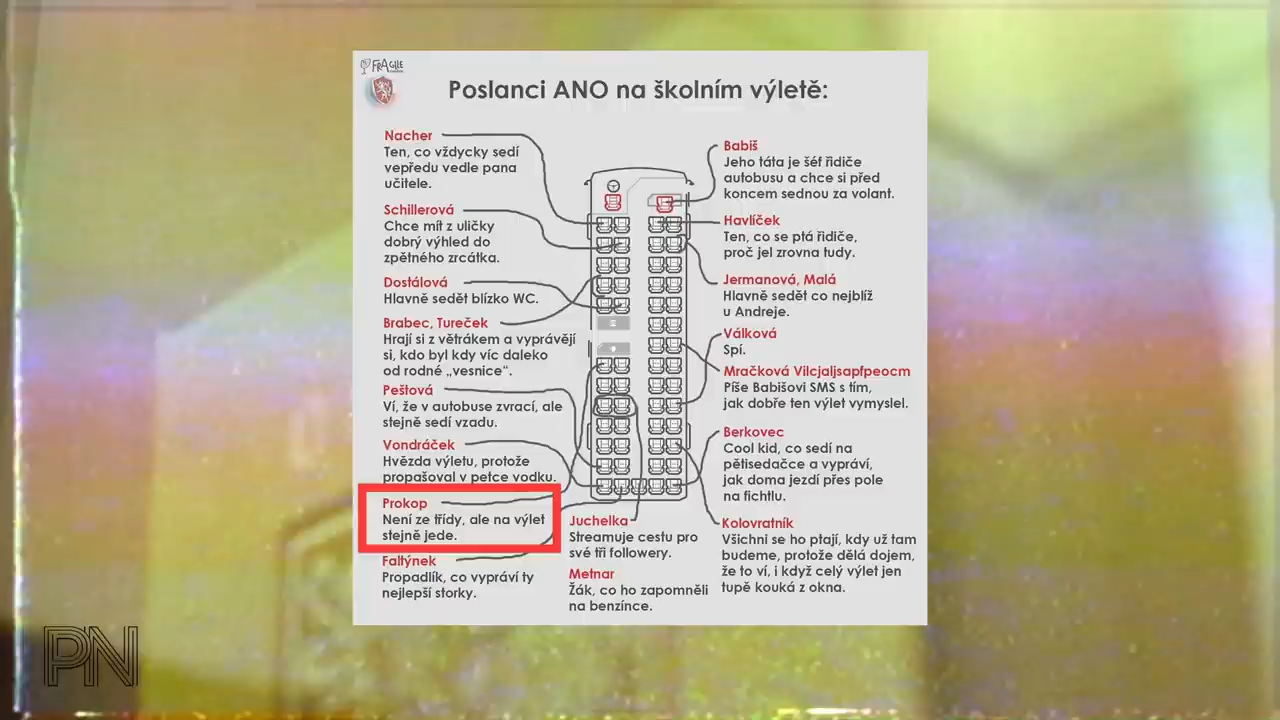 FRAGILE
Poslanci ANO na školním výletě:
Nacher
Ten, co vždycky sedí
vepředu vedle pana
učitele.
Schillerová
Chce mít z uličky
dobrý výhled do
zpětného zrcátka.
Dostálová
Hlavně sedět blízko WC.
Brabec, Tureček
Hrají si z větrákem a vyprávějí
si, kdo byl kdy víc daleko
od rodné „vesnice“.
Peštová
Ví, že v autobuse zvrací, ale
stejně sedí vzadu.
Vondráček
Hvězda výletu, protože
propašoval v petce vodku.
Prokop
Není ze třídy, ale na výlet
stejně jede.
Faltýnek
Propadlík, co vypráví ty
nejlepší storky.
Juchelka
Streamuje cestu pro
své tři followery.
Metnar
Žák, co ho zapomněli
na benzínce.
Babiš
Jeho táta je šéf řidiče
autobusu a chce si před
koncem sednou za volant.
Havlíček
Ten, co se ptá řidiče,
proč jel zrovna tudy.
Jermanová, Malá
Hlavně sedět co nejblíž
u Andreje.
Válková
Spí.
Mračková Vilcjaljsapfpeocm
Píše Babišovi SMS s tím,
jak dobře ten výlet vymyslel.
Berkovec
Cool kid, co sedí na
pětisedačce a vypráví,
jak doma jezdí přes pole
na fichtlu.
Kolovratník
Všichni se ho ptají, kdy už tam
budeme, protože dělá dojem,
že to ví, i když celý výlet jen
tupě kouká z okna.
PN